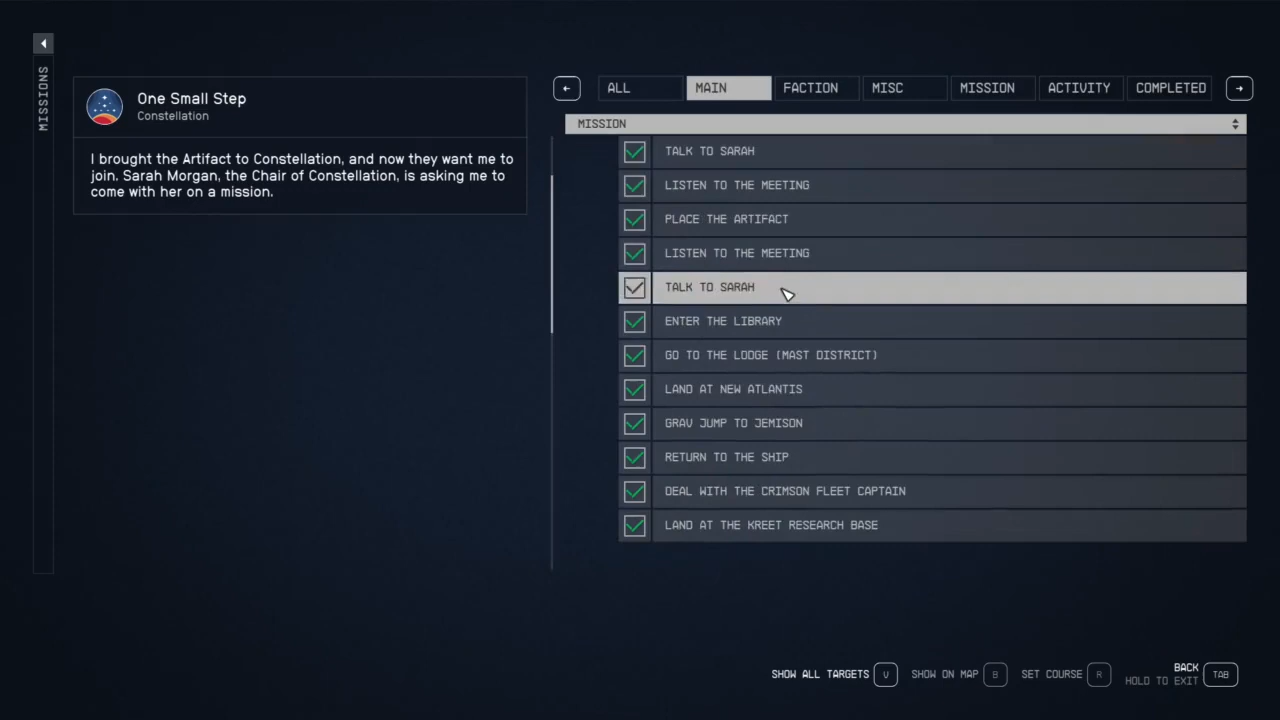 MISSIONS
One Small Step
Constellation
I brought the Artifact to Constellation, and now they want me to
join. Sarah Morgan, the Chair of Constellation, is asking me to
come with her on a mission.
ALL MAIN FACTION MISC MISSION ACTIVITY COMPLETED
MISSION
TALK TO SARAH
LISTEN TO THE MEETING
PLACE THE ARTIFACT
LISTEN TO THE MEETING
TALK TO SARAH
ENTER THE LIBRARY
GO TO THE LODGE (MAST DISTRICT)
LAND AT NEW ATLANTIS
GRAV JUMP TO JEMISON
RETURN TO THE SHIP
DEAL WITH THE CRIMSON FLEET CAPTAIN
LAND AT THE KREET RESEARCH BASE
SHOW ALL TARGETS V SHOW ON MAP B SET COURSE R BACK TAB
HOLD TO EXIT